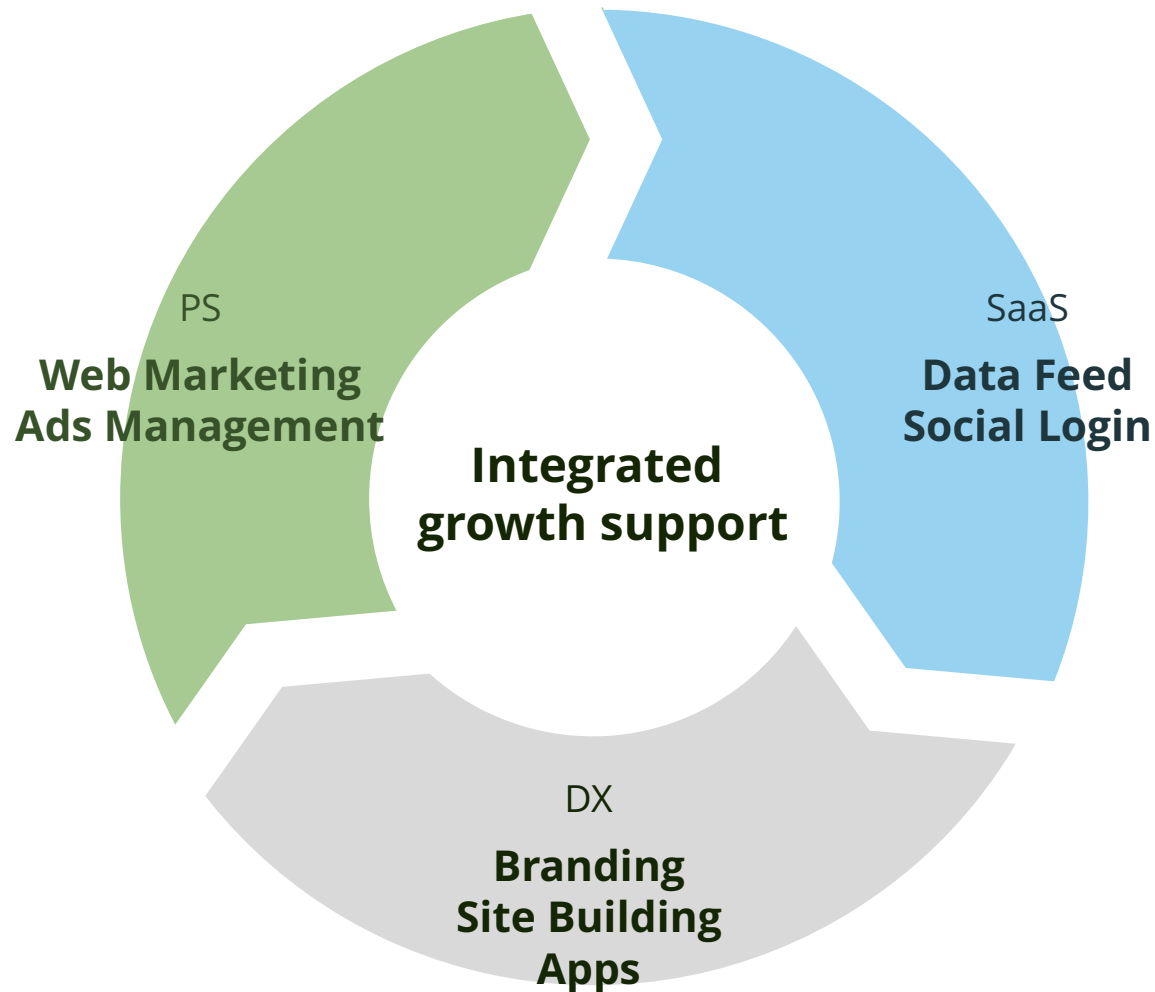 PS
Web Marketing
Ads Management
SaaS
Data Feed
Social Login
Integrated
growth support
DX
Branding
Site Building
Apps